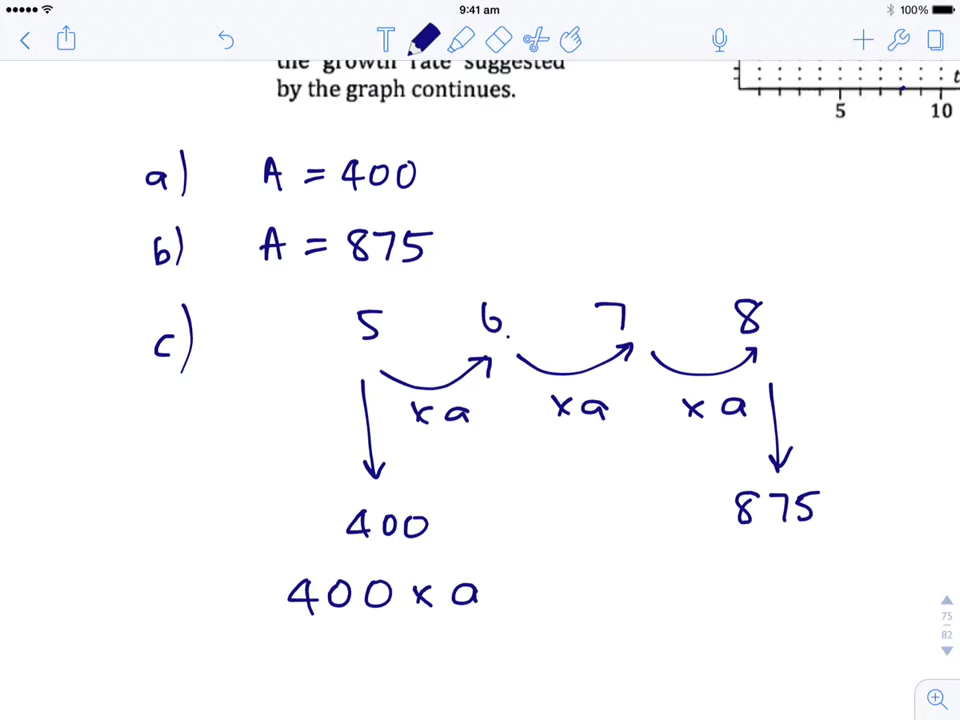 9:41 am
100%
T
the growth rate suggested
by the graph continues.
t
5 10
a) A = 400
b) A = 875
c) 5 6. 7 8
x a x a x a
400 875
400 x a
75
82